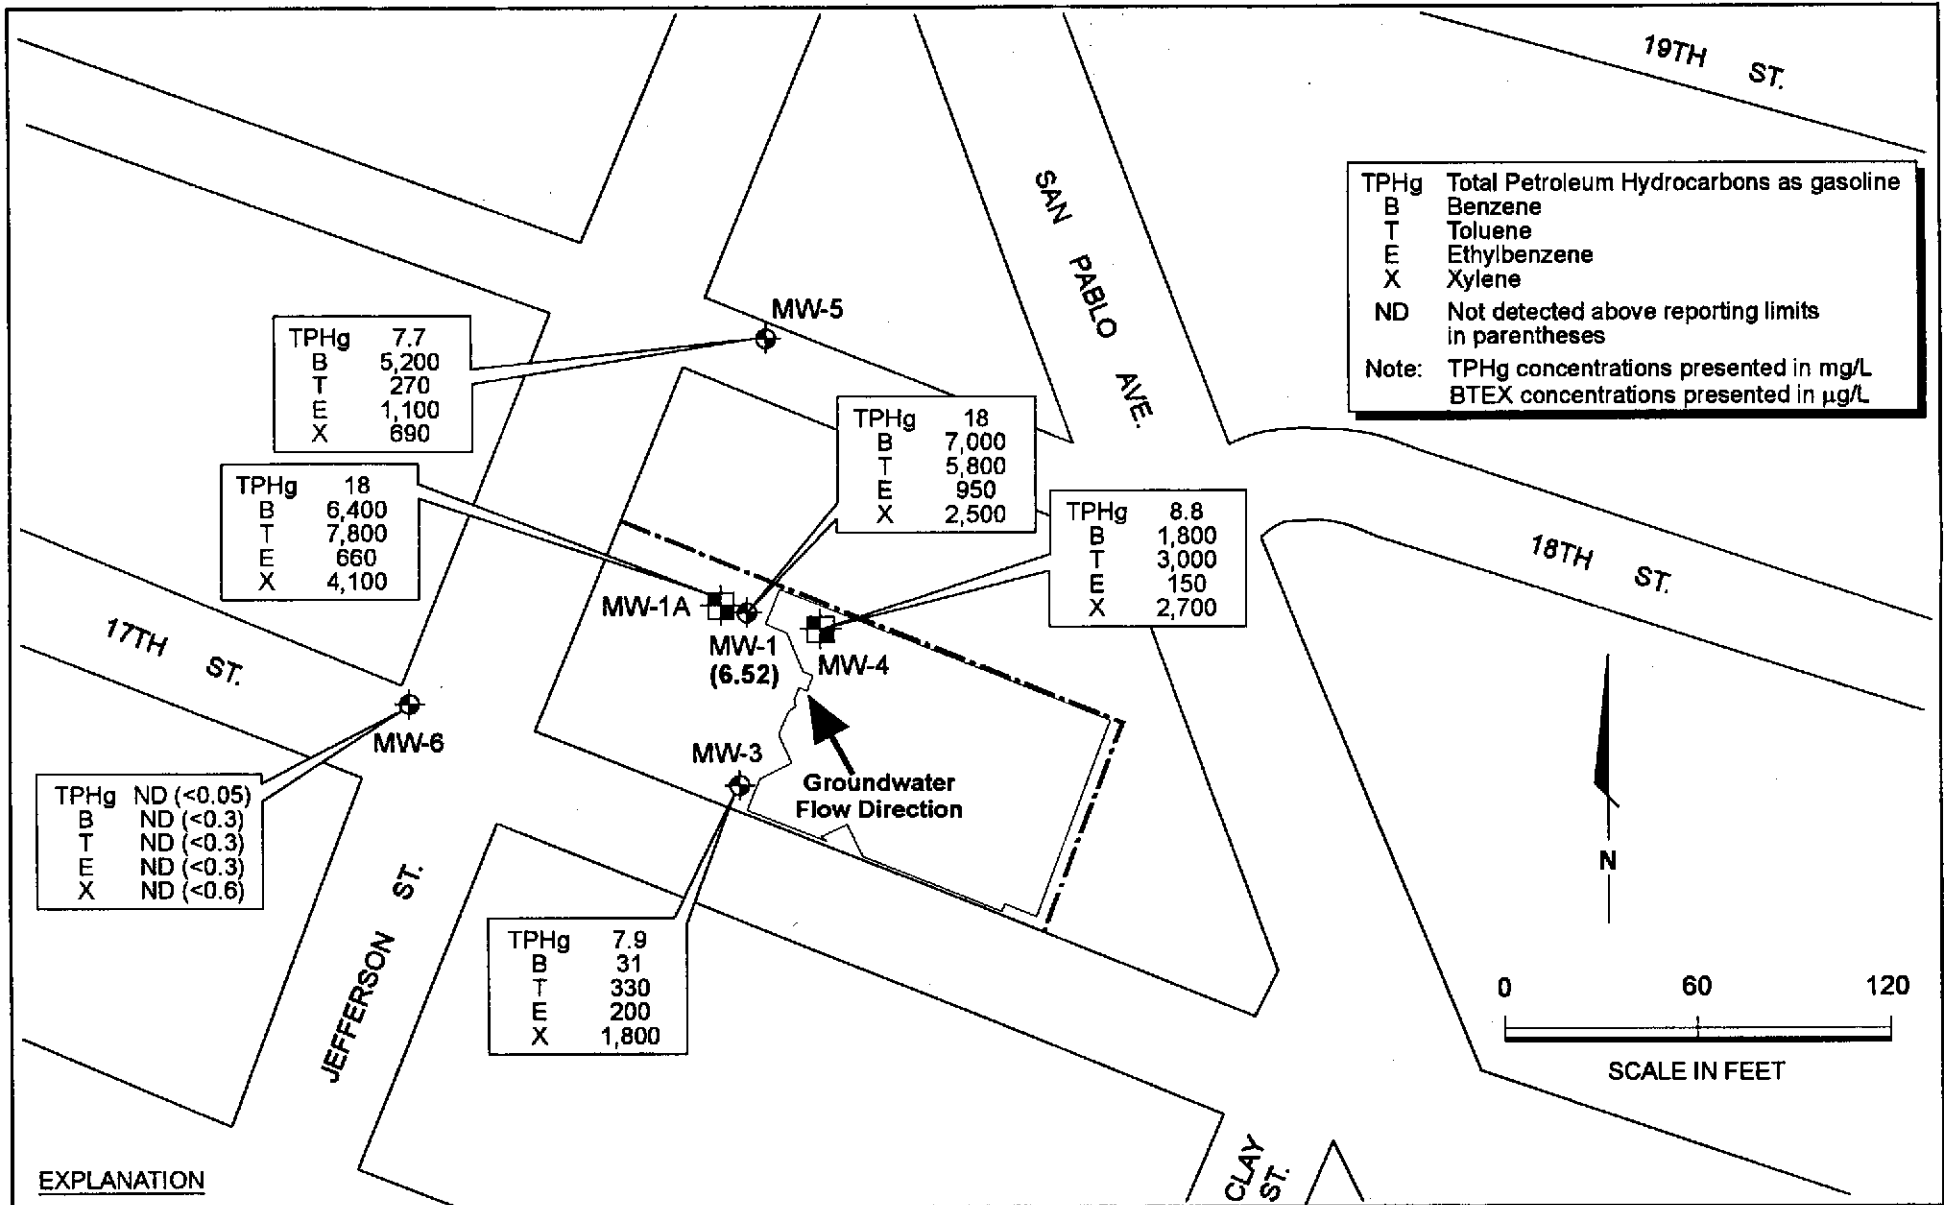 19TH ST.
TPHg Total Petroleum Hydrocarbons as gasoline
B Benzene
T Toluene
E Ethylbenzene
X Xylene
ND Not detected above reporting limits
in parentheses
Note: TPHg concentrations presented in mg/L
BTEX concentrations presented in µg/L
SAN PABLO AVE.
MW-5
TPHg 7.7
B 5,200
T 270
E 1,100
X 690
TPHg 18
B 7,000
T 5,800
E 950
X 2,500
TPHg 18
B 6,400
T 7,800
E 660
X 4,100
TPHg 8.8
B 1,800
T 3,000
E 150
X 2,700
18TH ST.
17TH ST.
MW-1A
MW-1
(6.52)
MW-4
MW-6
MW-3
Groundwater
Flow Direction
TPHg ND (<0.05)
B ND (<0.3)
T ND (<0.3)
E ND (<0.3)
X ND (<0.6)
N
JEFFERSON ST.
TPHg 7.9
B 31
T 330
E 200
X 1,800
0 60 120
SCALE IN FEET
CLAY
ST.
EXPLANATION